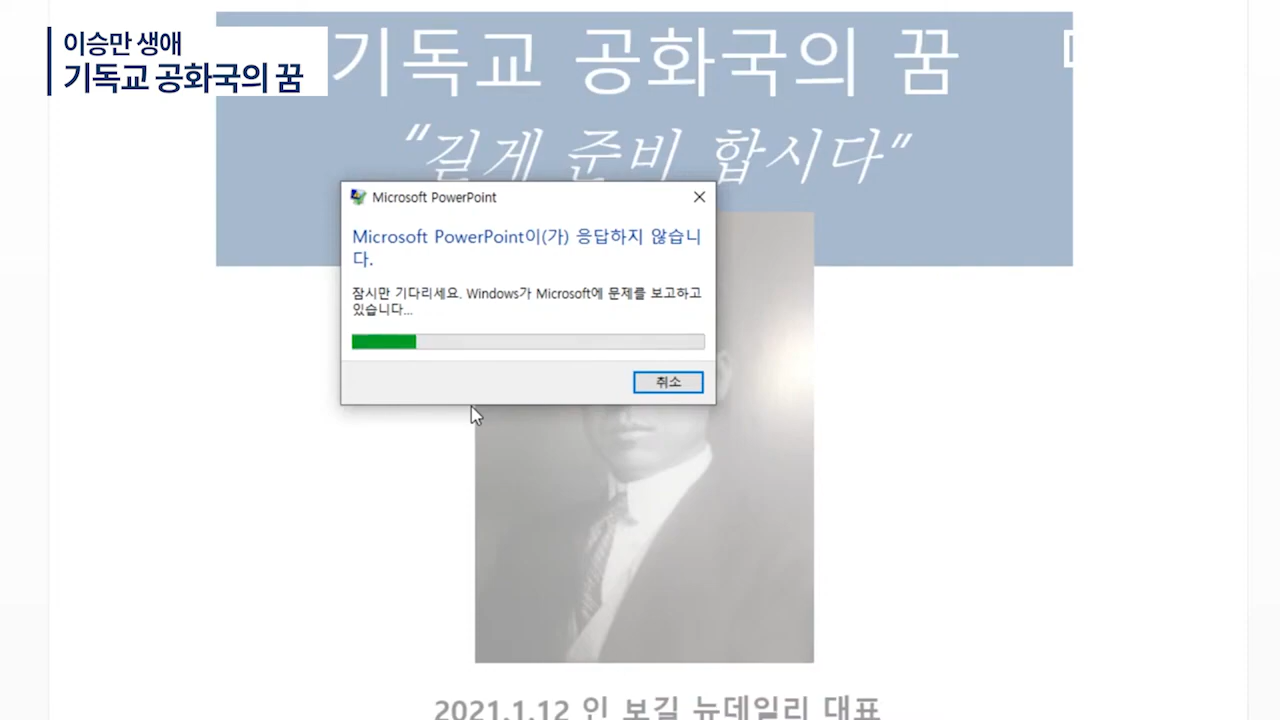 이승만 생애
기독교 공화국의 꿈
기독교 공화국의 꿈
“길게 준비 합시다”
Microsoft PowerPoint
Microsoft PowerPoint이(가) 응답하지 않습니
다.
잠시만 기다리세요. Windows가 Microsoft에 문제를 보고하고
있습니다...
취소
2021.1.12 인 보길 뉴데일리 대표